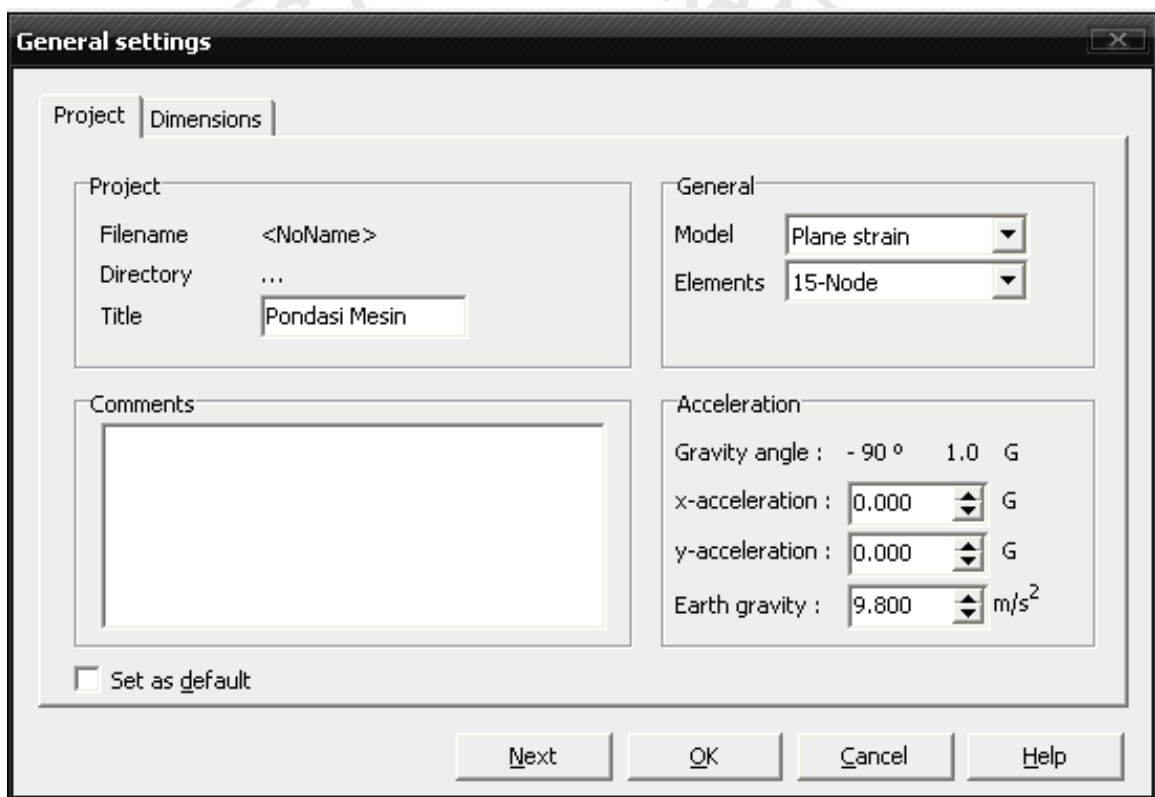 General settings
Project
Dimensions
Project
Filename <NoName>
Directory ...
Title Pondasi Mesin
General
Model Plane strain
Elements 15-Node
Comments
Acceleration
Gravity angle : - 90 º 1.0 G
x-acceleration : 0.000 G
y-acceleration : 0.000 G
Earth gravity : 9.800 m/s²
Set as default
Next
OK
Cancel
Help